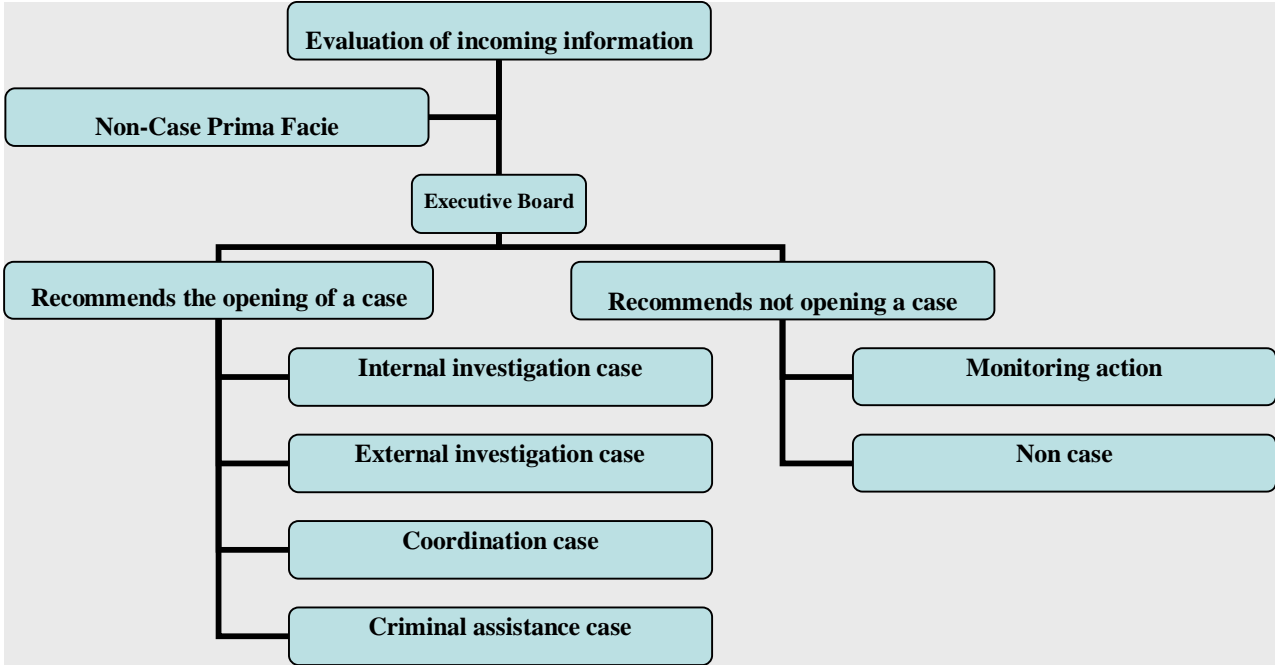 Evaluation of incoming information
Non-Case Prima Facie
Executive Board
Recommends the opening of a case
Recommends not opening a case
Internal investigation case
External investigation case
Coordination case
Criminal assistance case
Monitoring action
Non case